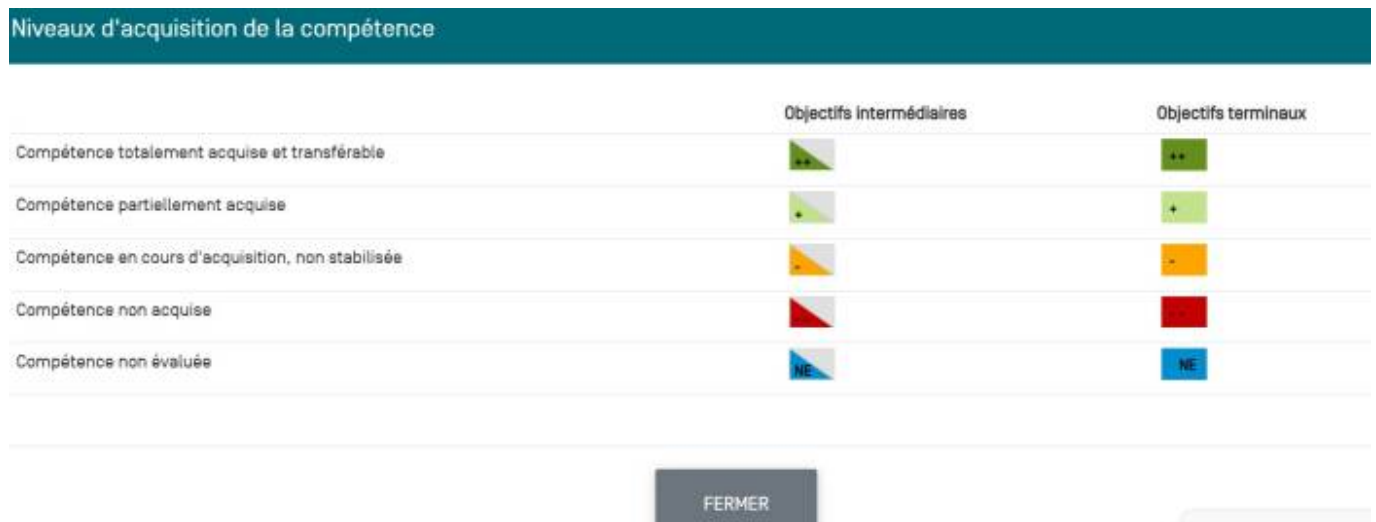 Niveaux d'acquisition de la compétence
Objectifs intermédiaires Objectifs terminaux
Compétence totalement acquise et transférable ++ ++
Compétence partiellement acquise + +
Compétence en cours d'acquisition, non stabilisée - -
Compétence non acquise -- --
Compétence non évaluée NE NE
FERMER